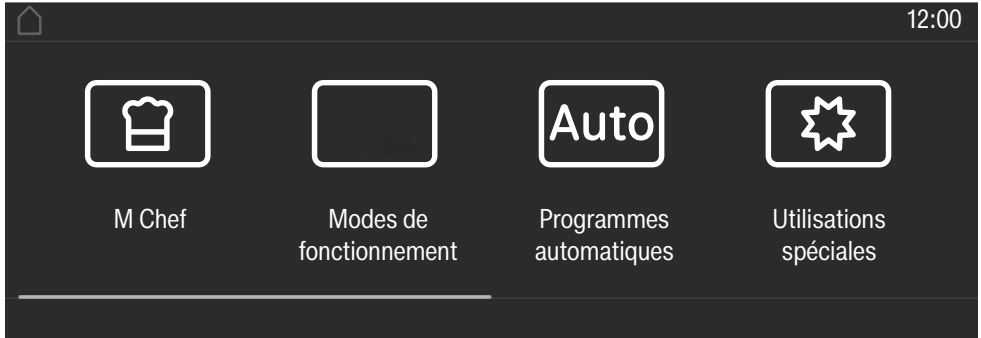 12:00
Auto
M Chef
Modes de
fonctionnement
Programmes
automatiques
Utilisations
spéciales